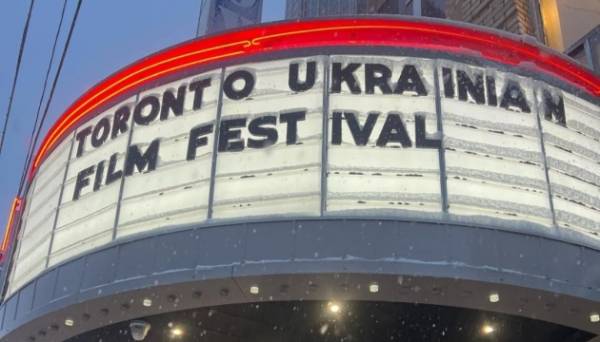 TORONTO UKRAINIAN
FILM FESTIVAL